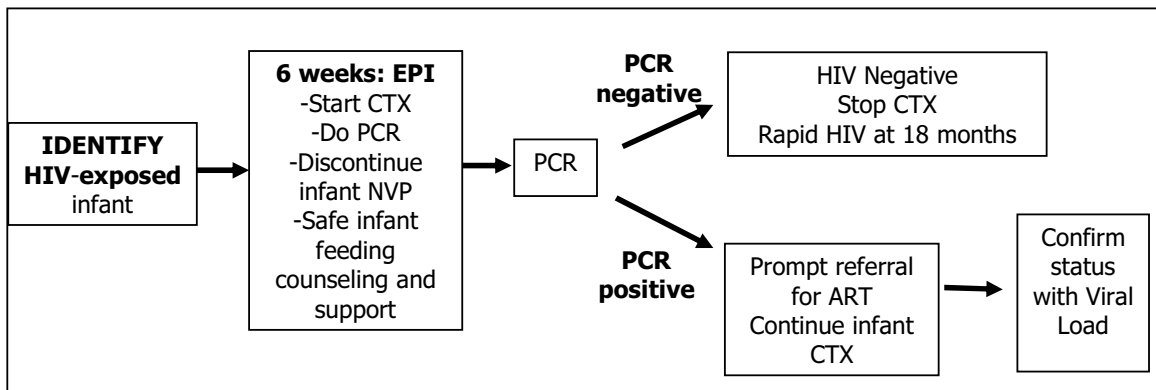 IDENTIFY
HIV-exposed
infant
6 weeks: EPI
-Start CTX
-Do PCR
-Discontinue
infant NVP
-Safe infant
feeding
counseling and
support
PCR
PCR
negative
HIV Negative
Stop CTX
Rapid HIV at 18 months
PCR
positive
Prompt referral
for ART
Continue infant
CTX
Confirm
status
with Viral
Load